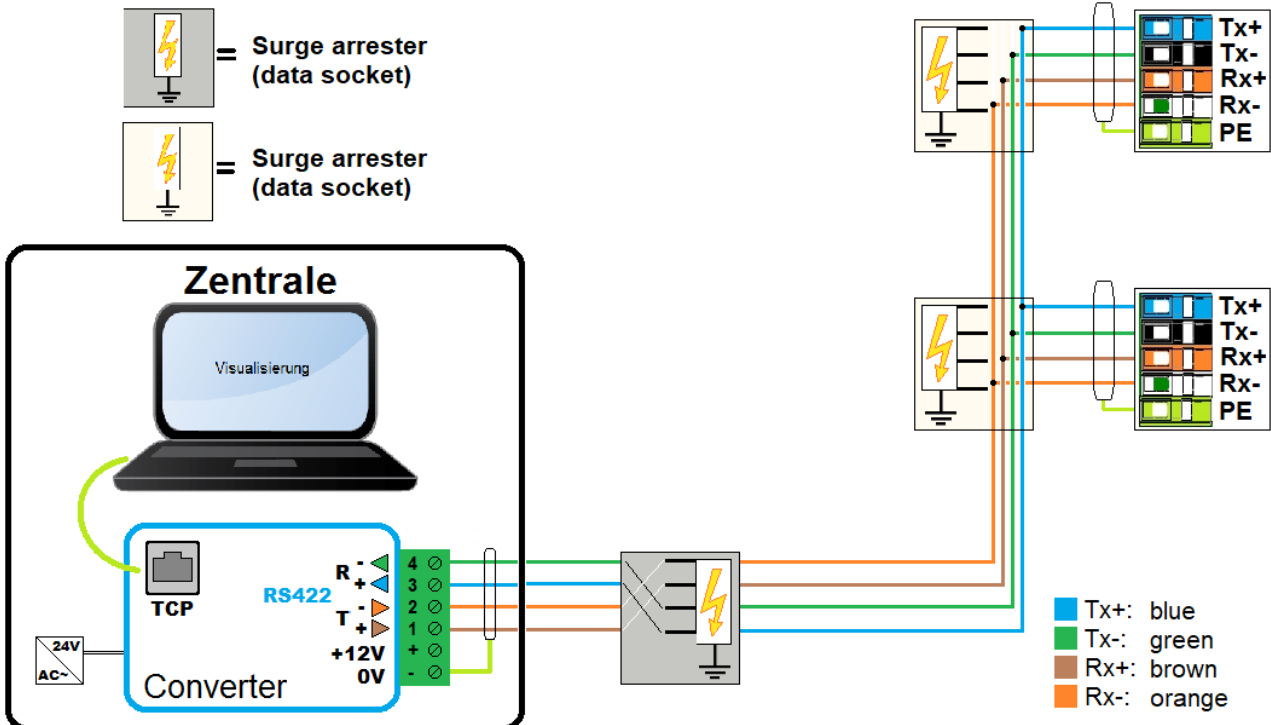 = Surge arrester
(data socket)
= Surge arrester
(data socket)
Tx+
Tx-
Rx+
Rx-
PE
Tx+
Tx-
Rx+
Rx-
PE
Zentrale
Visualisierung
TCP
RS422
R - 4
+ 3
T - 2
+ 1
+12V +
0V -
24V
AC~
Converter
Tx+: blue
Tx-: green
Rx+: brown
Rx-: orange